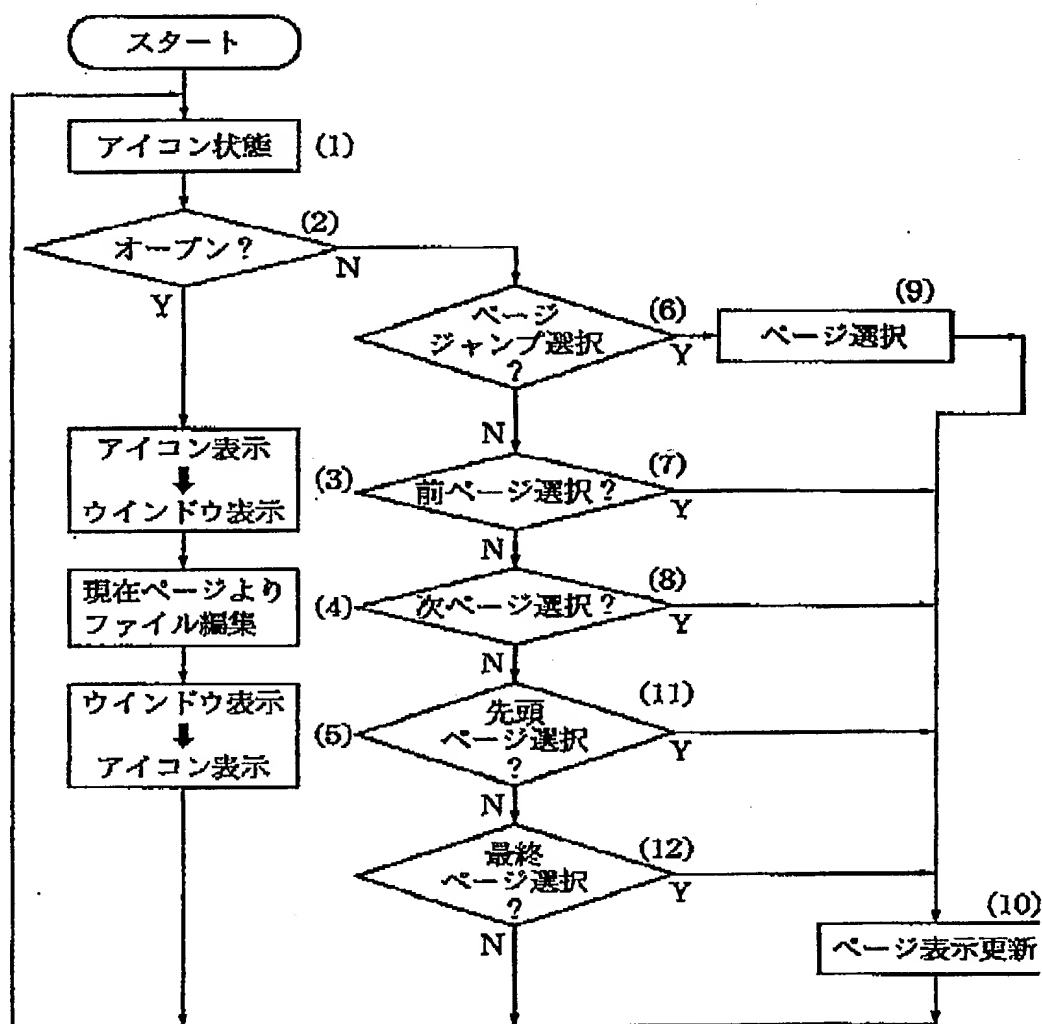 スタート
アイコン状態
(1)
(2)
オープン?
N
Y
ページ
ジャンプ選択
?
(6)
Y
(9)
ページ選択
N
アイコン表示
ウインドウ表示
(3)
前ページ選択?
(7)
Y
N
現在ページより
ファイル編集
(4)
次ページ選択?
(8)
Y
N
ウインドウ表示
アイコン表示
(5)
先頭
ページ選択
?
(11)
Y
N
最終
ページ選択
?
(12)
Y
N
(10)
ページ表示更新